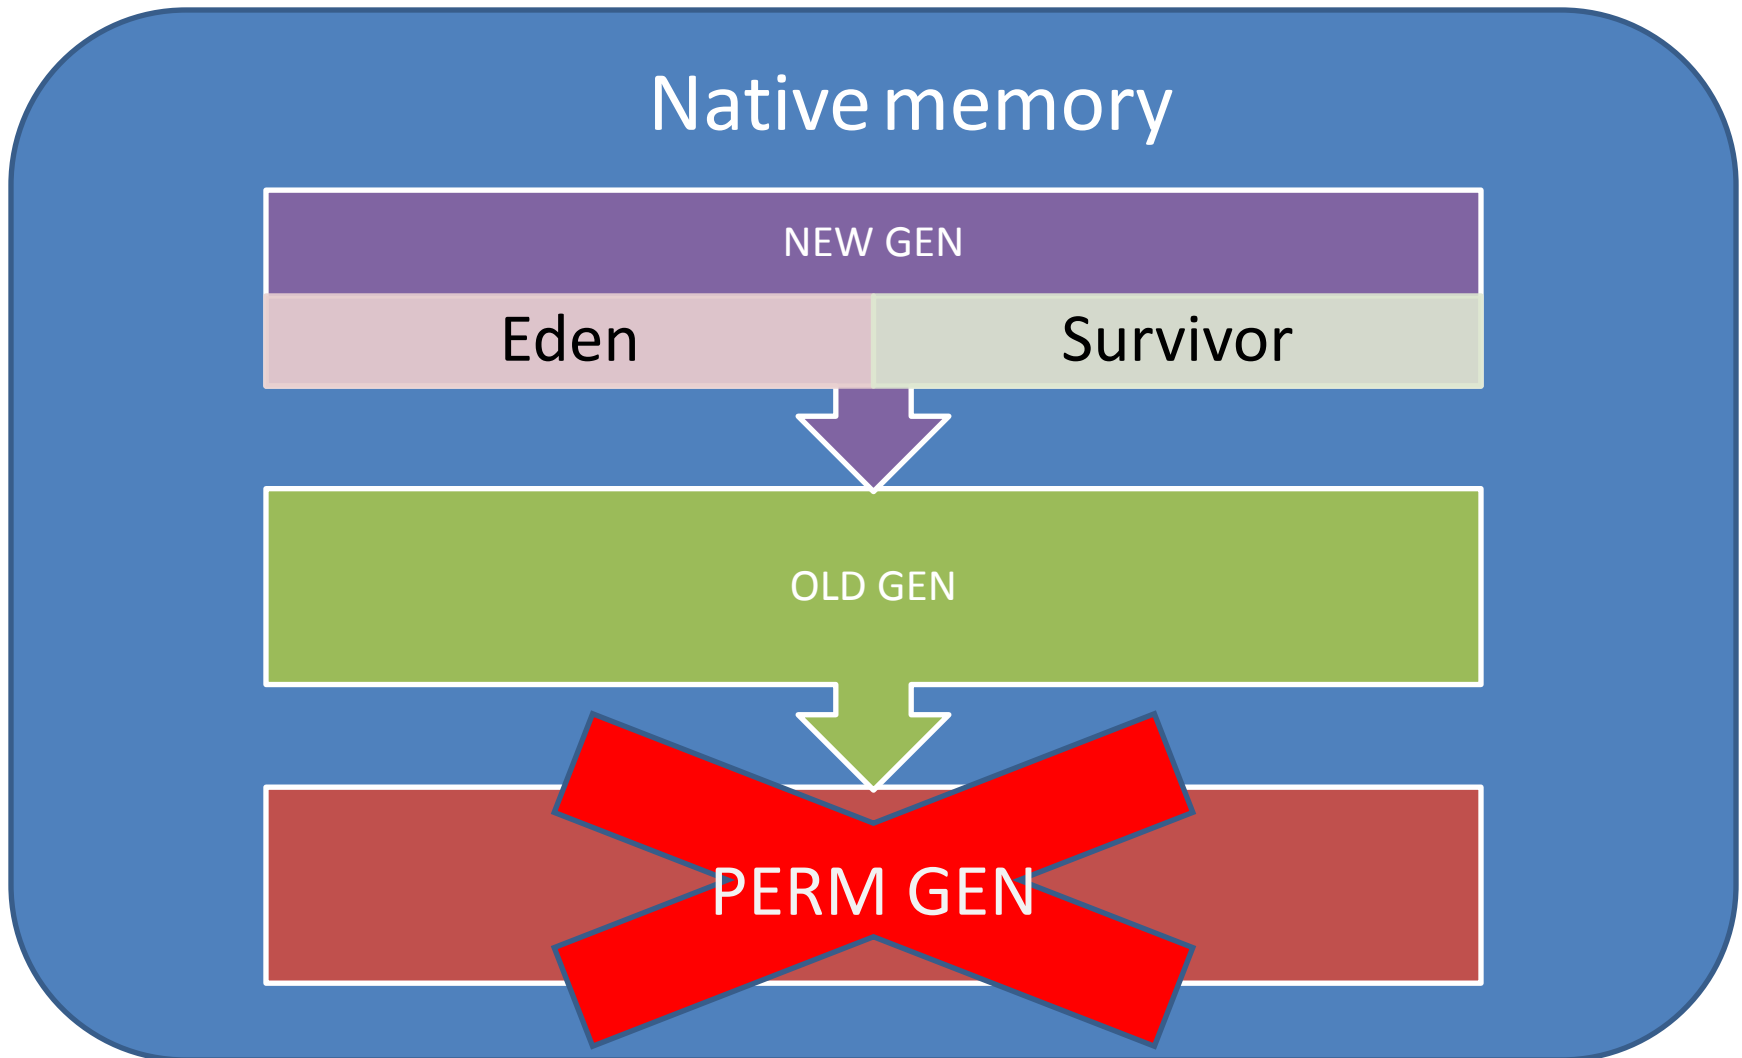 Native memory
NEW GEN
Eden
Survivor
OLD GEN
PERM GEN